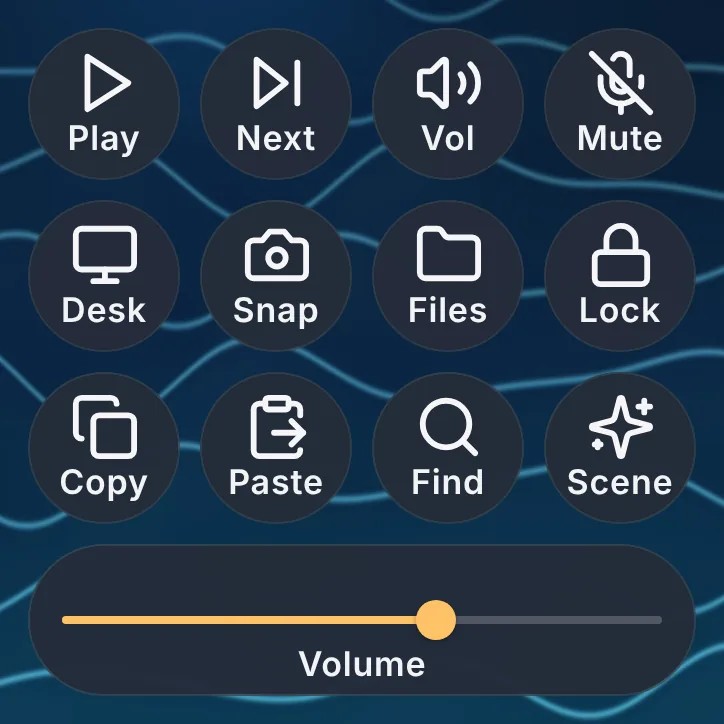 Play
Next
Vol
Mute
Desk
Snap
Files
Lock
Copy
Paste
Find
Scene
Volume